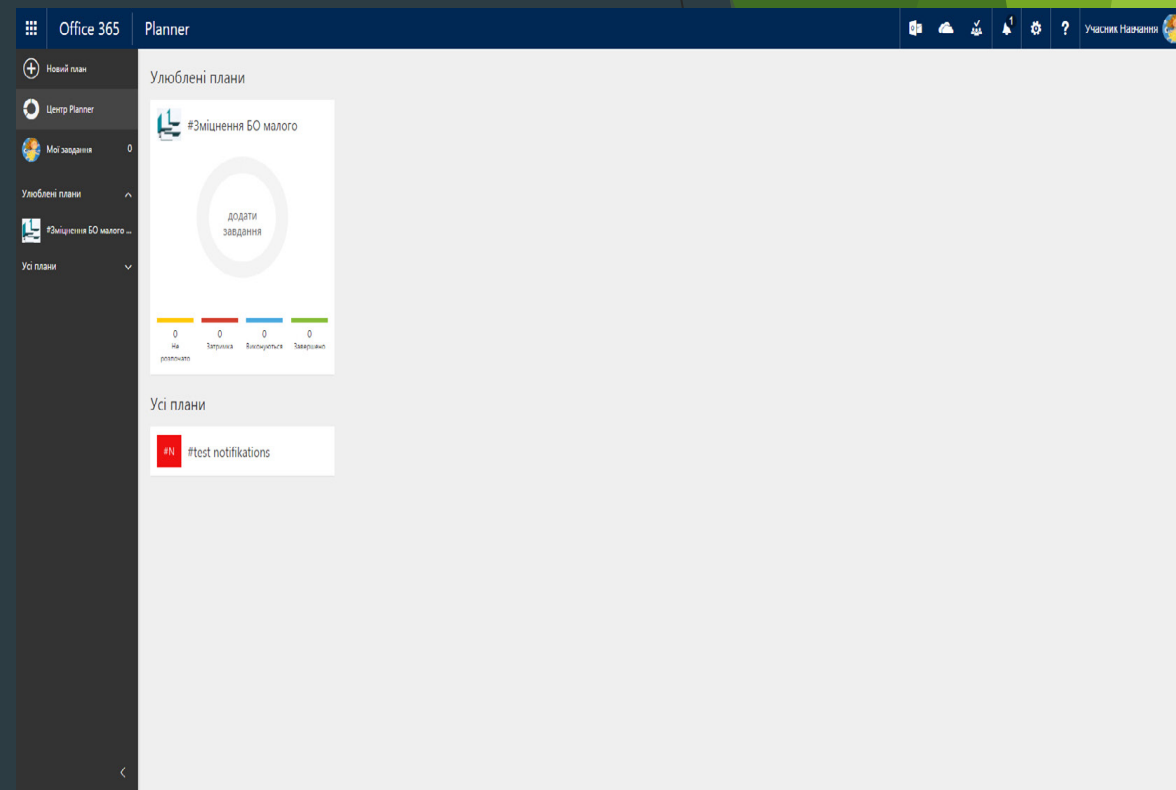 Office 365 Planner 1 ? Учасник Навчання
Новий план
Центр Planner
Мої завдання 0
Улюблені плани
#Зміцнення БО малого ...
Усі плани
Улюблені плани
#Зміцнення БО малого
додати
завдання
0 0 0 0
Не Затримка Виконуються Завершено
розпочато
Усі плани
#N #test notifikations